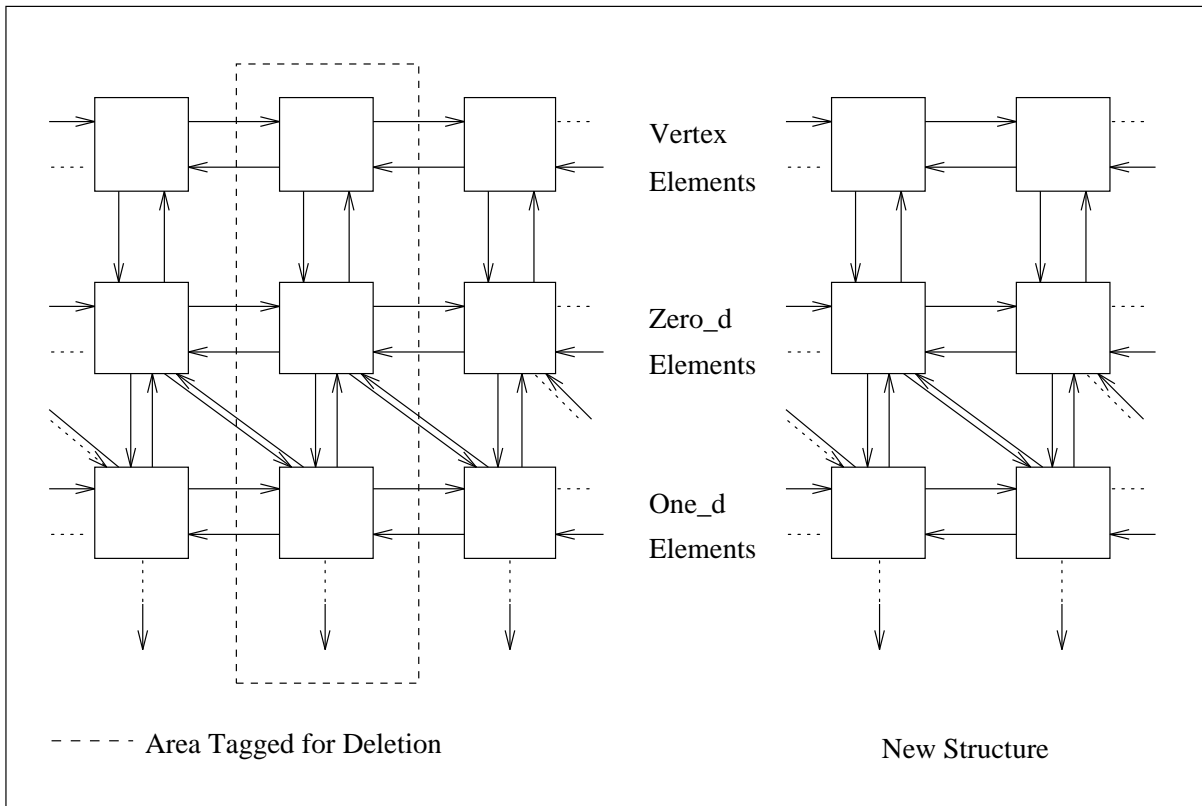 Vertex
Elements
Zero_d
Elements
One_d
Elements
Area Tagged for Deletion
New Structure